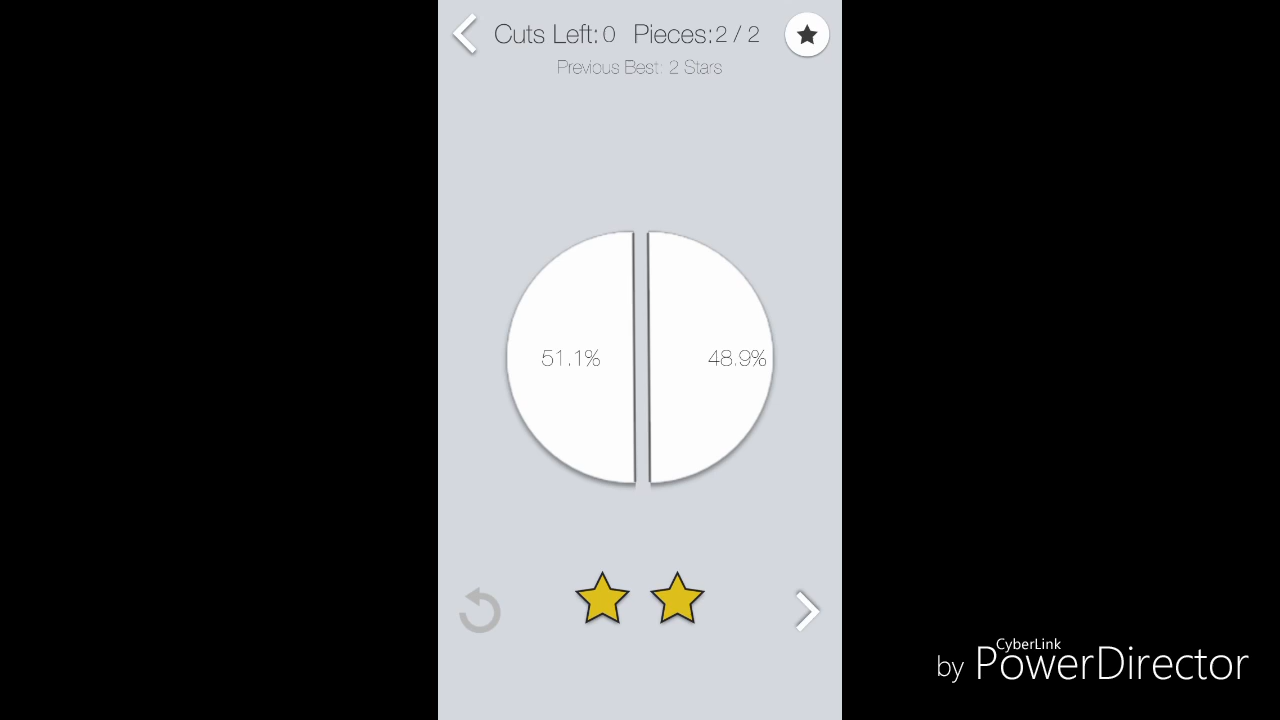 Cuts Left: 0 Pieces: 2 / 2
Previous Best: 2 Stars
51.1%
48.9%
CyberLink
by PowerDirector